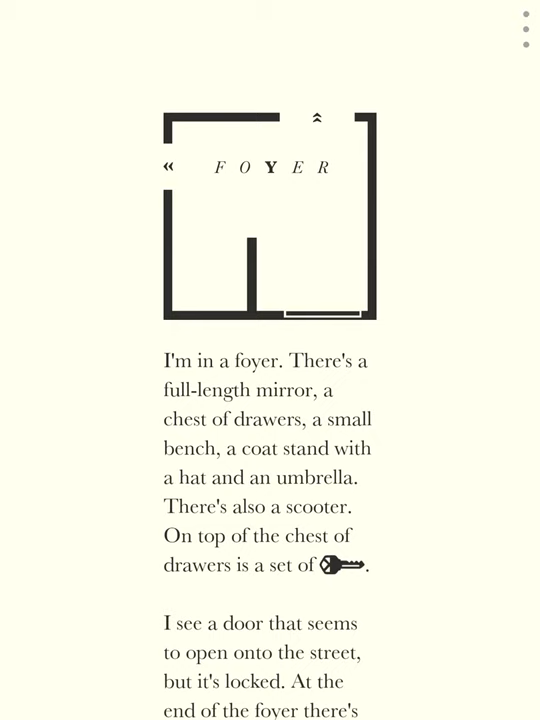 F O Y E R
I'm in a foyer. There's a
full-length mirror, a
chest of drawers, a small
bench, a coat stand with
a hat and an umbrella.
There's also a scooter.
On top of the chest of
drawers is a set of .
I see a door that seems
to open onto the street,
but it's locked. At the
end of the foyer there's